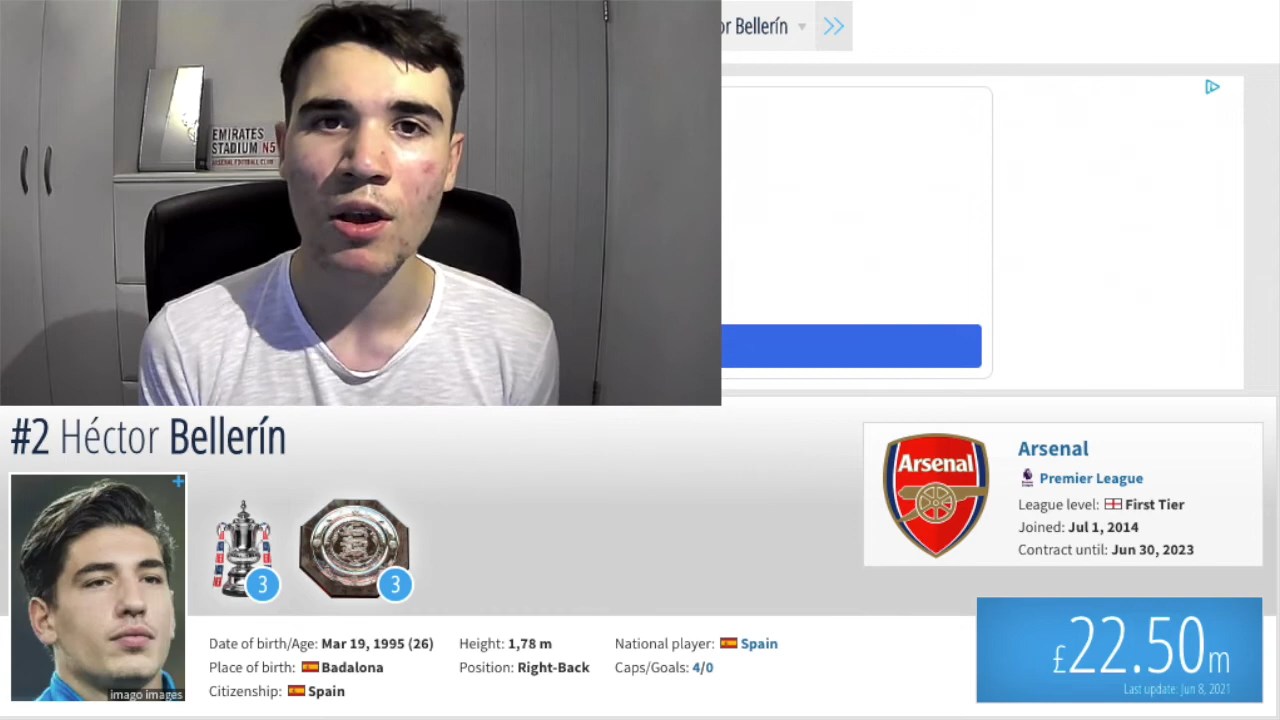 or Bellerín
EMIRATES
STADIUM N5
ARSENAL FOOTBALL CLUB
#2 Héctor Bellerín
3
3
imago images
Date of birth/Age: Mar 19, 1995 (26)
Place of birth: Badalona
Citizenship: Spain
Height: 1,78 m
Position: Right-Back
National player: Spain
Caps/Goals: 4/0
Arsenal
Arsenal
Premier League
League level: First Tier
Joined: Jul 1, 2014
Contract until: Jun 30, 2023
£22.50m
Last update: Jun 8, 2021